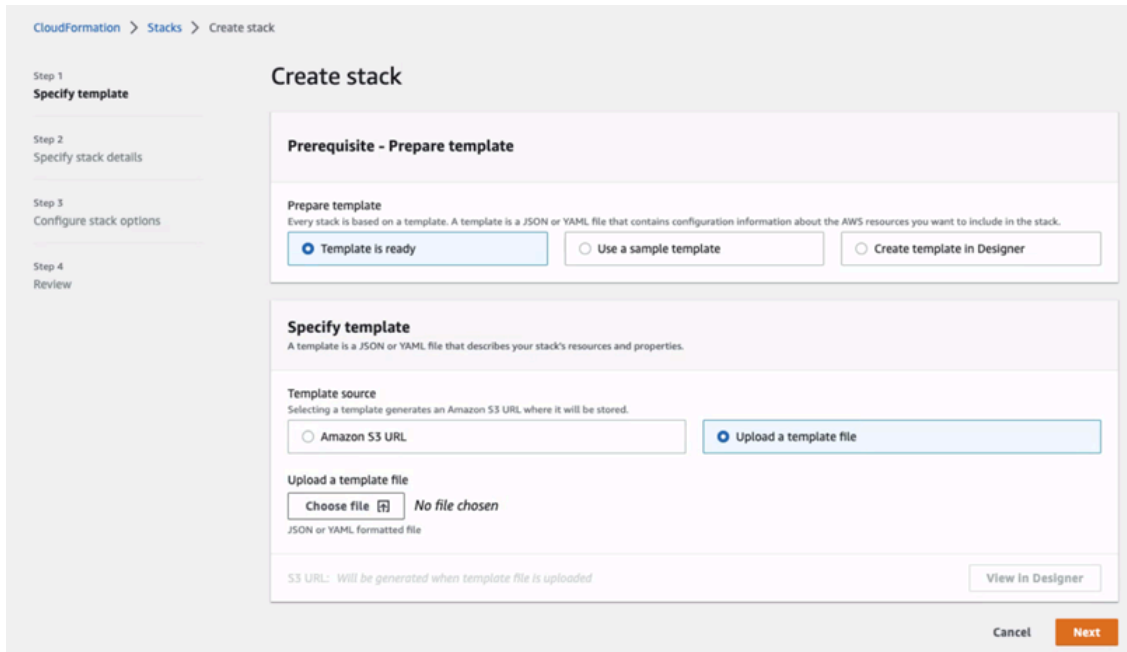 CloudFormation > Stacks > Create stack
Step 1
Specify template
Step 2
Specify stack details
Step 3
Configure stack options
Step 4
Review
Create stack
Prerequisite - Prepare template
Prepare template
Every stack is based on a template. A template is a JSON or YAML file that contains configuration information about the AWS resources you want to include in the stack.
Template is ready
Use a sample template
Create template in Designer
Specify template
A template is a JSON or YAML file that describes your stack's resources and properties.
Template source
Selecting a template generates an Amazon S3 URL where it will be stored.
Amazon S3 URL
Upload a template file
Upload a template file
Choose file No file chosen
JSON or YAML formatted file
S3 URL: Will be generated when template file is uploaded
View in Designer
Cancel
Next